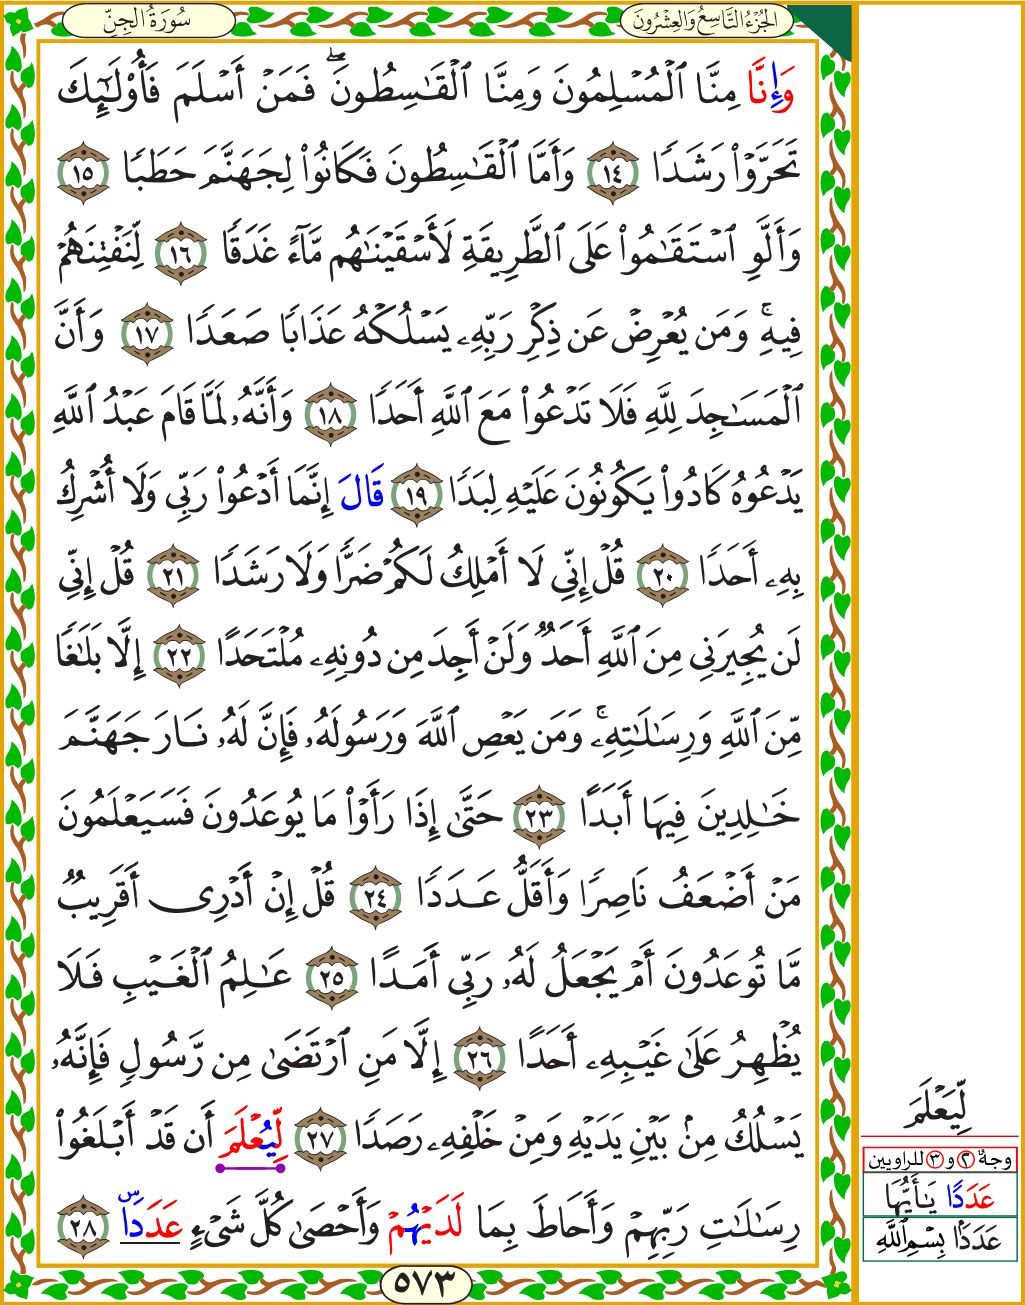 الجُزْءُ التَّاسِعُ وَالعِشْرُونَ
سُورَةُ الجِنِّ
وَإِنَّا مِنَّا ٱلْمُسْلِمُونَ وَمِنَّا ٱلْقَٰسِطُونَۖ فَمَنْ أَسْلَمَ فَأُو۟لَٰٓئِكَ
تَحَرَّوْا۟ رَشَدٗا ١٤ وَأَمَّا ٱلْقَٰسِطُونَ فَكَانُوا۟ لِجَهَنَّمَ حَطَبٗا ١٥
وَأَلَّوِ ٱسْتَقَٰمُوا۟ عَلَى ٱلطَّرِيقَةِ لَأَسْقَيْنَٰهُم مَّآءً غَدَقٗا ١٦ لِّنَفْتِنَهُمْ
فِيهِۚ وَمَن يُعْرِضْ عَن ذِكْرِ رَبِّهِۦ يَسْلُكْهُ عَذَابٗا صَعَدٗا ١٧ وَأَنَّ
ٱلْمَسَٰجِدَ لِلَّهِ فَلَا تَدْعُوا۟ مَعَ ٱللَّهِ أَحَدٗا ١٨ وَأَنَّهُۥ لَمَّا قَامَ عَبْدُ ٱللَّهِ
يَدْعُوهُ كَادُوا۟ يَكُونُونَ عَلَيْهِ لِبَدٗا ١٩ قَالَ إِنَّمَا أَدْعُوا۟ رَبِّي وَلَا أُشْرِكُ
بِهِۦ أَحَدٗا ٢٠ قُلْ إِنِّي لَا أَمْلِكُ لَكُمْ ضَرّٗا وَلَا رَشَدٗا ٢١ قُلْ إِنِّي
لَن يُجِيرَنِي مِنَ ٱللَّهِ أَحَدٞ وَلَنْ أَجِدَ مِن دُونِهِۦ مُلْتَحَدًا ٢٢ إِلَّا بَلَٰغٗا
مِّنَ ٱللَّهِ وَرِسَٰلَٰتِهِۦۚ وَمَن يَعْصِ ٱللَّهَ وَرَسُولَهُۥ فَإِنَّ لَهُۥ نَارَ جَهَنَّمَ
خَٰلِدِينَ فِيهَا أَبَدًا ٢٣ حَتَّىٰ إِذَا رَأَوْا۟ مَا يُوعَدُونَ فَسَيَعْلَمُونَ
مَنْ أَضْعَفُ نَاصِرٗا وَأَقَلُّ عَدَدٗا ٢٤ قُلْ إِنْ أَدْرِى أَقَرِيبٞ
مَّا تُوعَدُونَ أَمْ يَجْعَلُ لَهُۥ رَبِّي أَمَدًا ٢٥ عَٰلِمُ ٱلْغَيْبِ فَلَا
يُظْهِرُ عَلَىٰ غَيْبِهِۦ أَحَدًا ٢٦ إِلَّا مَنِ ٱرْتَضَىٰ مِن رَّسُولٖ فَإِنَّهُۥ
يَسْلُكُ مِنۢ بَيْنِ يَدَيْهِ وَمِنْ خَلْفِهِۦ رَصَدٗا ٢٧ لِّيُعْلَمَ أَن قَدْ أَبْلَغُوا۟
رِسَٰلَٰتِ رَبِّهِمْ وَأَحَاطَ بِمَا لَدَيْهُمْ وَأَحْصَىٰ كُلَّ شَىْءٍ عَدَدَۢاۜ ٢٨
٥٧٣
لِّيَعْلَمَ
وجهُ ٢ و ٣ للراويين
عَدَدًا يَٰأَيُّهَا
عَدَدَۢا بِسْمِ ٱللَّهِ